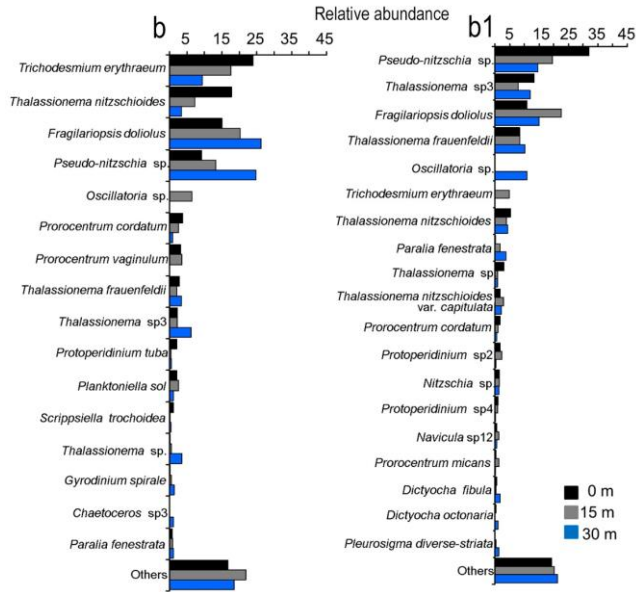 Relative abundance
b
5 15 25 35 45
Trichodesmium erythraeum
Thalassionema nitzschioides
Fragilariopsis doliolus
Pseudo-nitzschia sp.
Oscillatoria sp.
Prorocentrum cordatum
Prorocentrum vaginulum
Thalassionema frauenfeldii
Thalassionema sp3
Protoperidinium tuba
Planktoniella sol
Scrippsiella trochoidea
Thalassionema sp.
Gyrodinium spirale
Chaetoceros sp3
Paralia fenestrata
Others
b1
5 15 25 35 45
Pseudo-nitzschia sp.
Thalassionema sp3
Fragilariopsis doliolus
Thalassionema frauenfeldii
Oscillatoria sp.
Trichodesmium erythraeum
Thalassionema nitzschioides
Paralia fenestrata
Thalassionema sp
Thalassionema nitzschioides
var. capitulata
Prorocentrum cordatum
Protoperidinium sp2
Nitzschia sp
Protoperidinium sp4
Navicula sp12
Prorocentrum micans
Dictyocha fibula
Dictyocha octonaria
Pleurosigma diverse-striata
Others
0 m
15 m
30 m